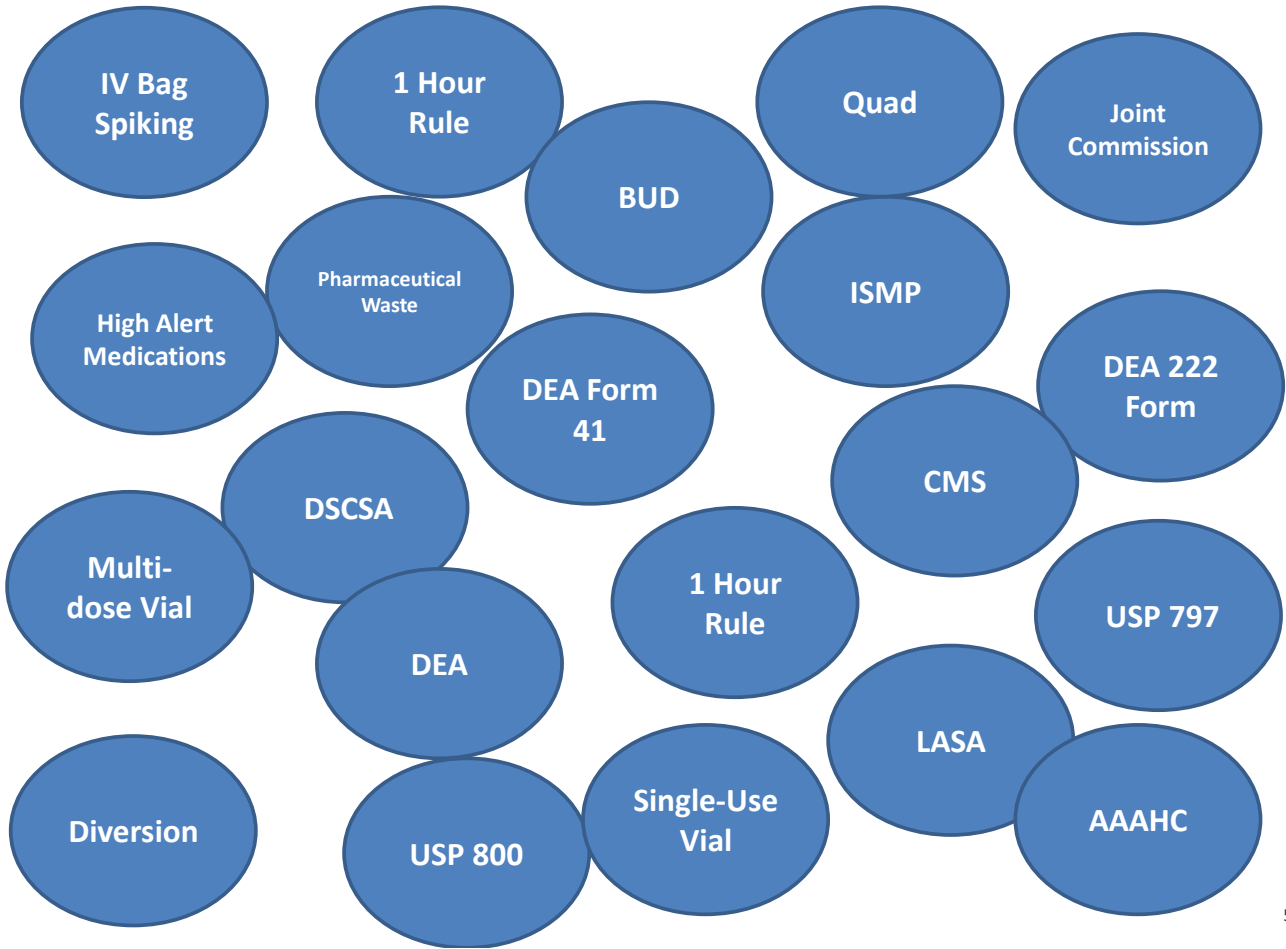 IV Bag
Spiking
1 Hour
Rule
BUD
Quad
Joint
Commission
High Alert
Medications
Pharmaceutical
Waste
DEA Form
41
ISMP
DEA 222
Form
Multi-
dose Vial
DSCSA
CMS
DEA
1 Hour
Rule
USP 797
Diversion
USP 800
Single-Use
Vial
LASA
AAAHC
5